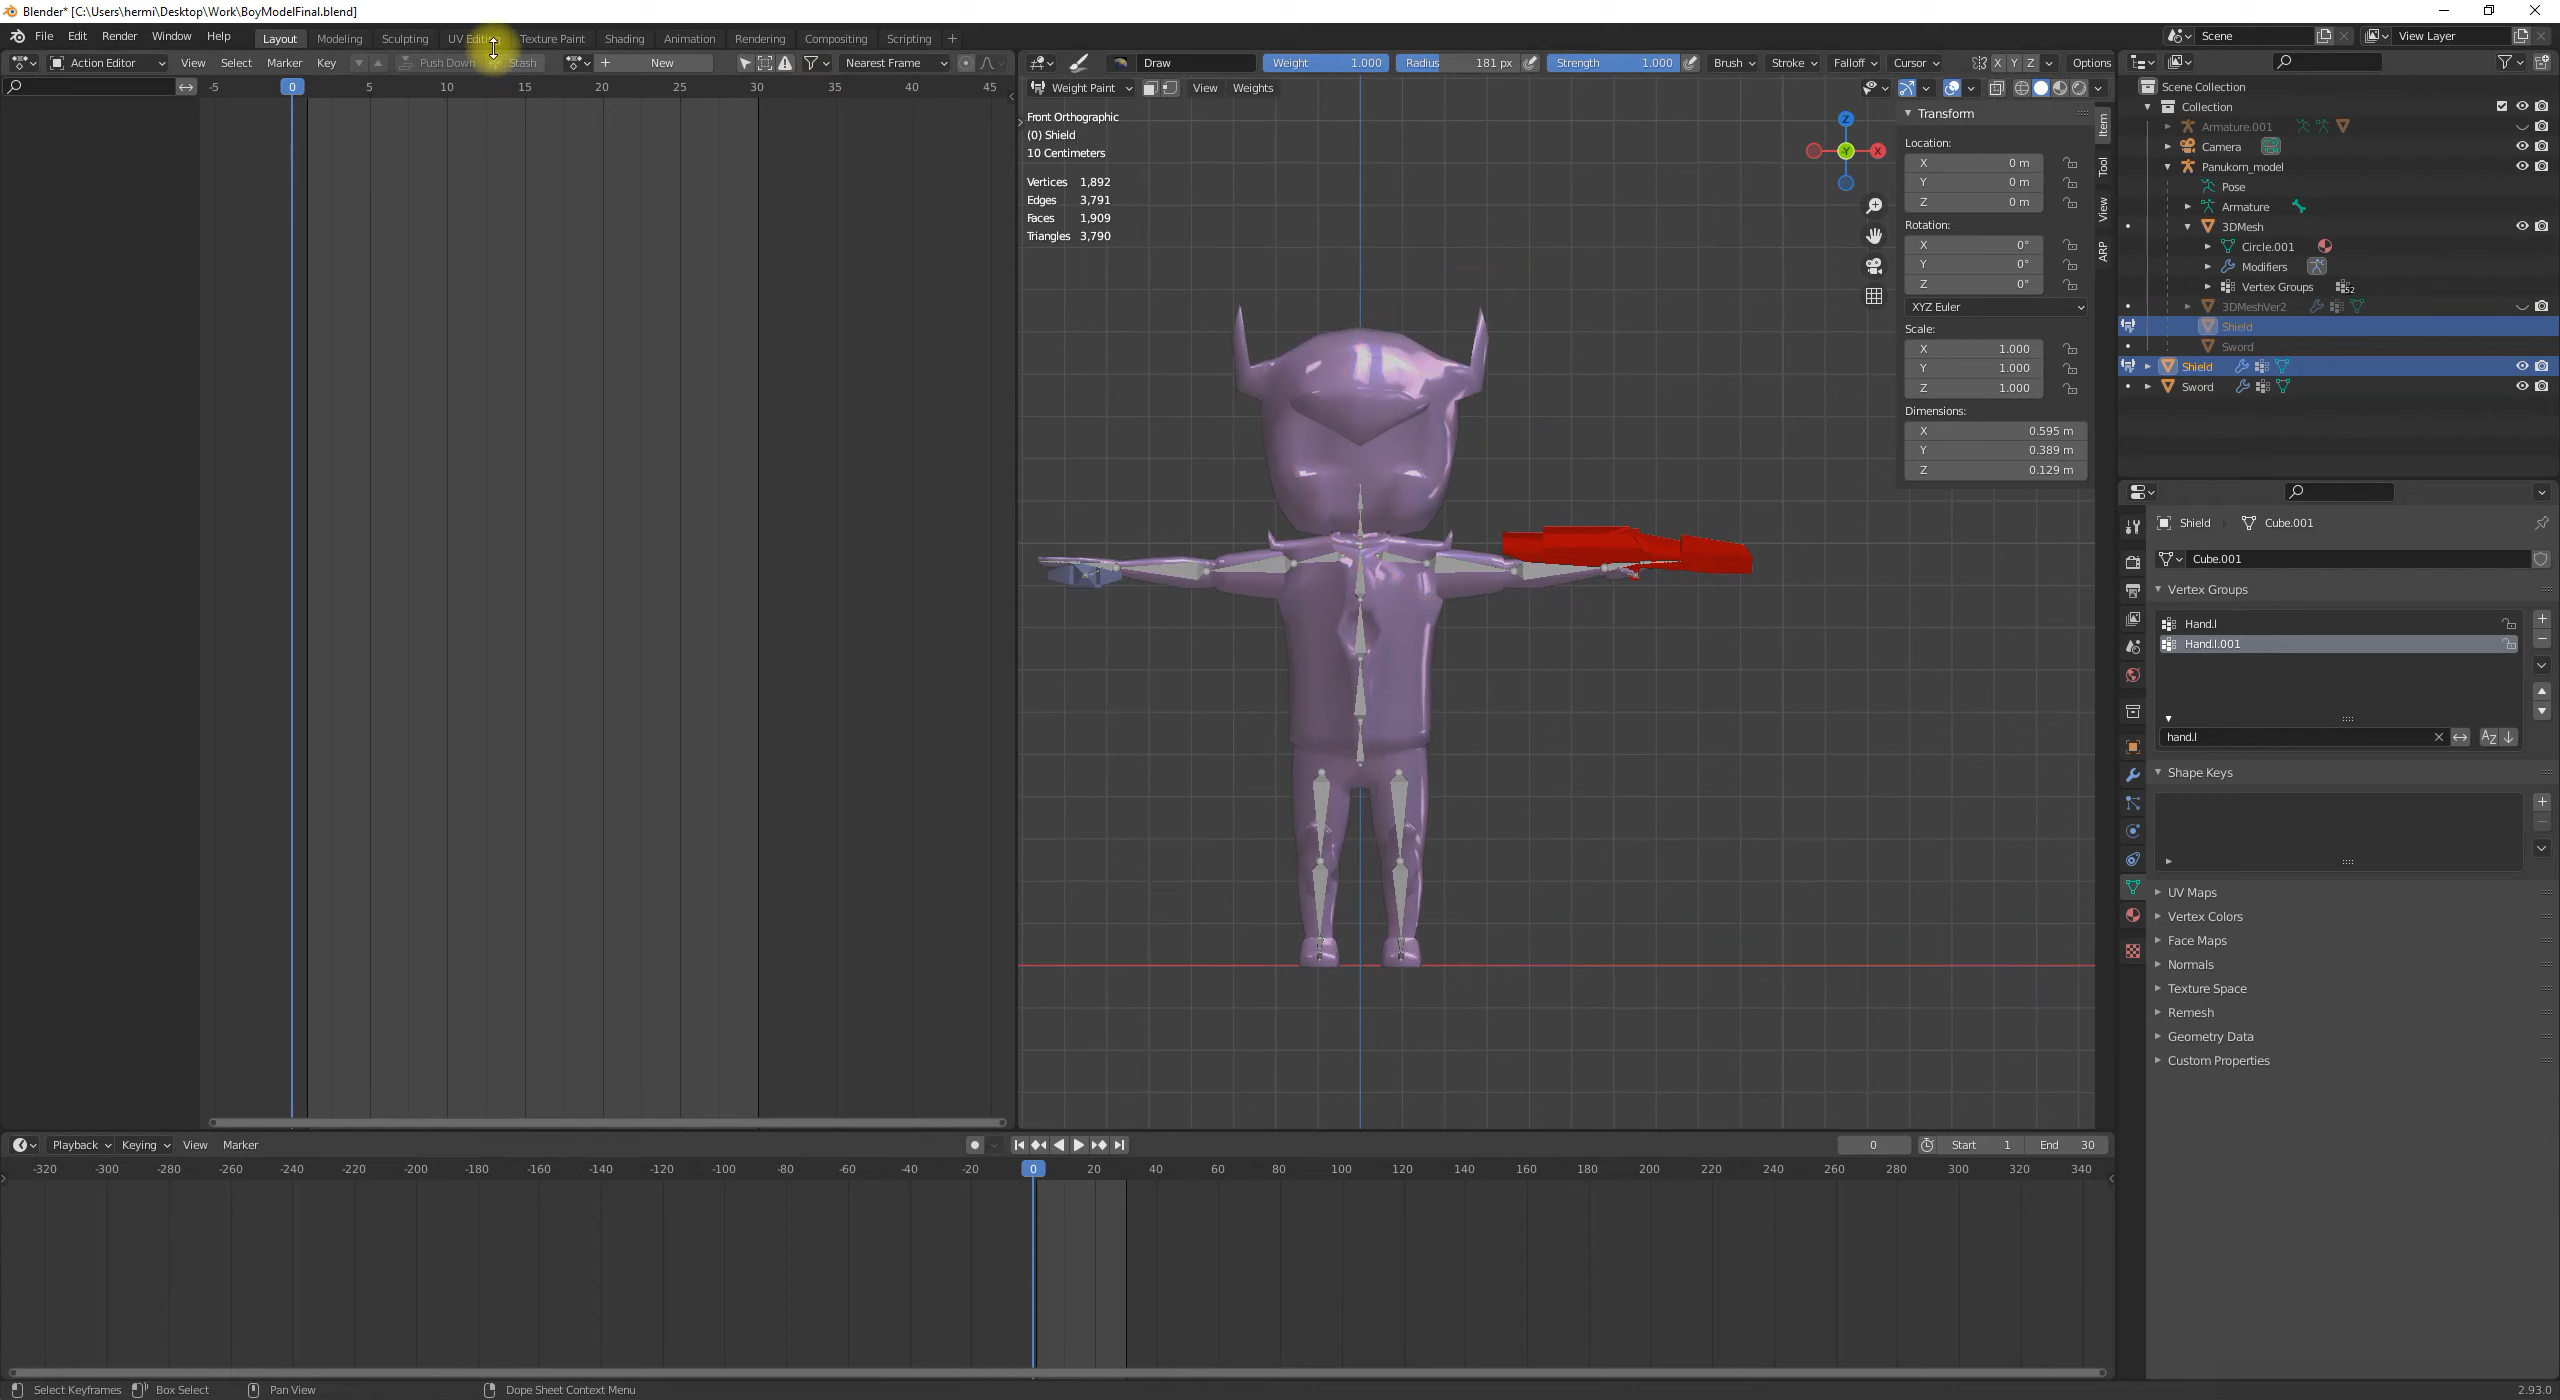 Blender* [C:\Users\hermi\Desktop\Work\BoyModelFinal.blend]
File Edit Render Window Help Layout Modeling Sculpting UV Editing Texture Paint Shading Animation Rendering Compositing Scripting + Scene View Layer
Action Editor View Select Marker Key Push Down Stash New Nearest Frame Draw Weight 1.000 Radius 181 px Strength 1.000 Brush Stroke Falloff Cursor X Y Z Options
-5 0 5 10 15 20 25 30 35 40 45
Weight Paint View Weights
Front Orthographic
(0) Shield
10 Centimeters
Vertices 1,892
Edges 3,791
Faces 1,909
Triangles 3,790
Z
Y
X
Transform
Location:
X 0 m
Y 0 m
Z 0 m
Rotation:
X 0°
Y 0°
Z 0°
XYZ Euler
Scale:
X 1.000
Y 1.000
Z 1.000
Dimensions:
X 0.595 m
Y 0.389 m
Z 0.129 m
Item
Tool
View
ARP
Scene Collection
Collection
Armature.001
Camera
Panukorn_model
Pose
Armature
3DMesh
Circle.001
Modifiers
Vertex Groups 52
3DMeshVer2
Shield
Sword
Shield
Sword
Shield Cube.001
Cube.001
Vertex Groups
Hand.l
Hand.l.001
hand.l
Shape Keys
UV Maps
Vertex Colors
Face Maps
Normals
Texture Space
Remesh
Geometry Data
Custom Properties
Playback Keying View Marker 0 Start 1 End 30
-320 -300 -280 -260 -240 -220 -200 -180 -160 -140 -120 -100 -80 -60 -40 -20 0 20 40 60 80 100 120 140 160 180 200 220 240 260 280 300 320 340
Select Keyframes Box Select Pan View Dope Sheet Context Menu 2.93.0